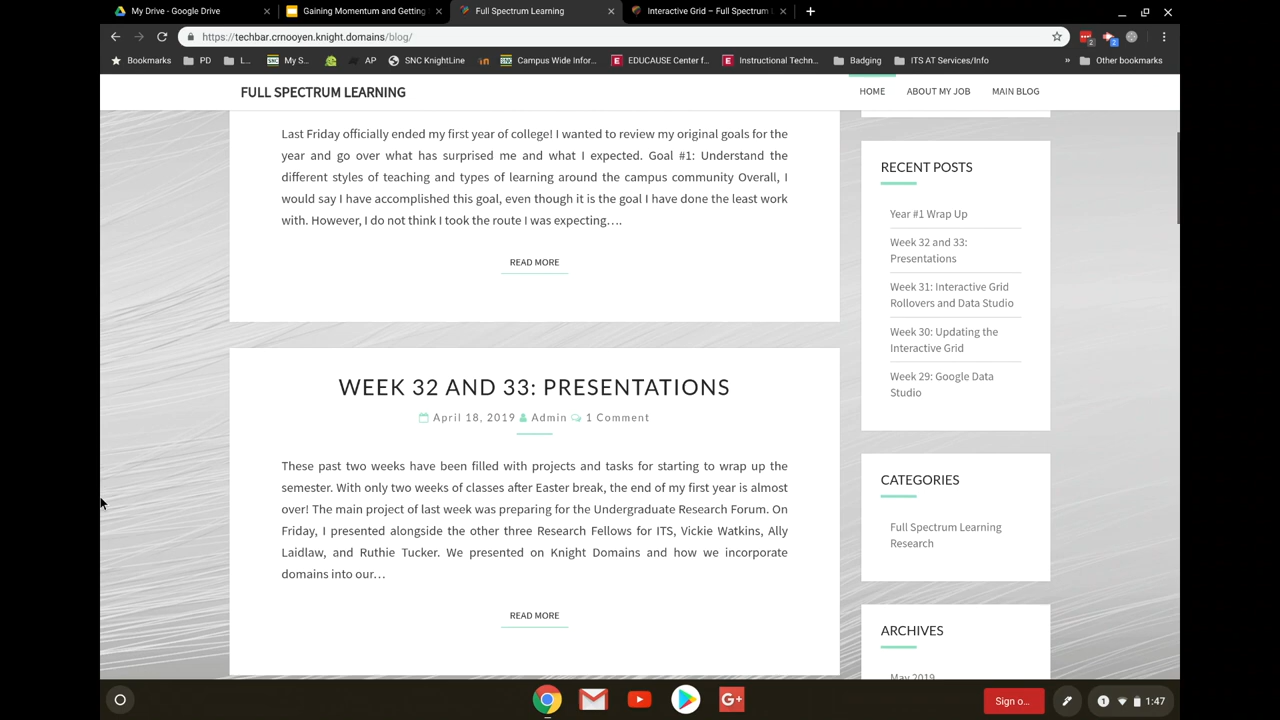 My Drive - Google Drive
Gaining Momentum and Getting
Full Spectrum Learning
Interactive Grid – Full Spectrum
https://techbar.crnooyen.knight.domains/blog/
Bookmarks
PD
L...
My S...
AP
SNC KnightLine
Campus Wide Infor...
EDUCAUSE Center f...
Instructional Techn...
Badging
ITS AT Services/Info
»
Other bookmarks
FULL SPECTRUM LEARNING
HOME
ABOUT MY JOB
MAIN BLOG
Last Friday officially ended my first year of college! I wanted to review my original goals for the
year and go over what has surprised me and what I expected. Goal #1: Understand the
different styles of teaching and types of learning around the campus community Overall, I
would say I have accomplished this goal, even though it is the goal I have done the least work
with. However, I do not think I took the route I was expecting….
READ MORE
WEEK 32 AND 33: PRESENTATIONS
April 18, 2019 Admin 1 Comment
These past two weeks have been filled with projects and tasks for starting to wrap up the
semester. With only two weeks of classes after Easter break, the end of my first year is almost
over! The main project of last week was preparing for the Undergraduate Research Forum. On
Friday, I presented alongside the other three Research Fellows for ITS, Vickie Watkins, Ally
Laidlaw, and Ruthie Tucker. We presented on Knight Domains and how we incorporate
domains into our…
READ MORE
RECENT POSTS
Year #1 Wrap Up
Week 32 and 33:
Presentations
Week 31: Interactive Grid
Rollovers and Data Studio
Week 30: Updating the
Interactive Grid
Week 29: Google Data
Studio
CATEGORIES
Full Spectrum Learning
Research
ARCHIVES
May 2019
Sign o...
1
1:47